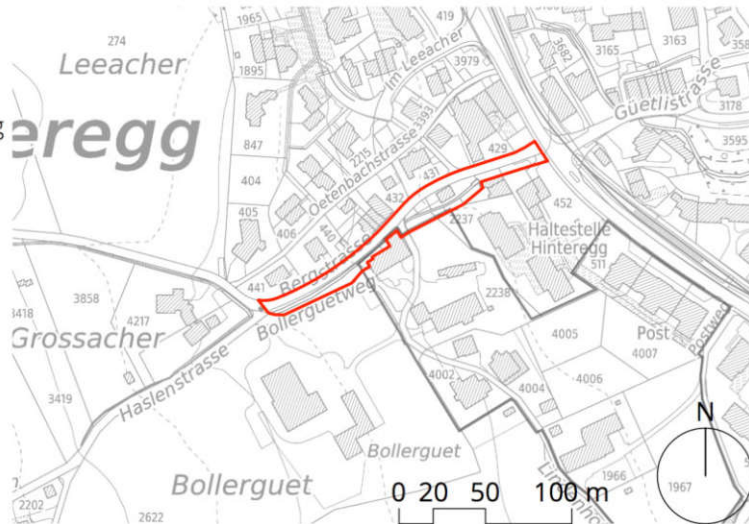 274
1965
419
3165
3163
358
Leeacher
1895
Im Leeacher
3979
3682
Güetlistrasse
3178
eregg
847
Oetenbachstrasse
3393
2215
429
3595
404
431
432
405
406
440
2237
452
Haltestelle
Hinteregg
511
441
Bergstrasse
Bollerguetweg
2238
3858
3418
4217
4005
Post
Postweg
Grossacher
4007
Haslenstrasse
4002
4004
4006
3419
Bollerguet
N
Bollerguet
0 20 50 100 m
1966
1967
2202
2622